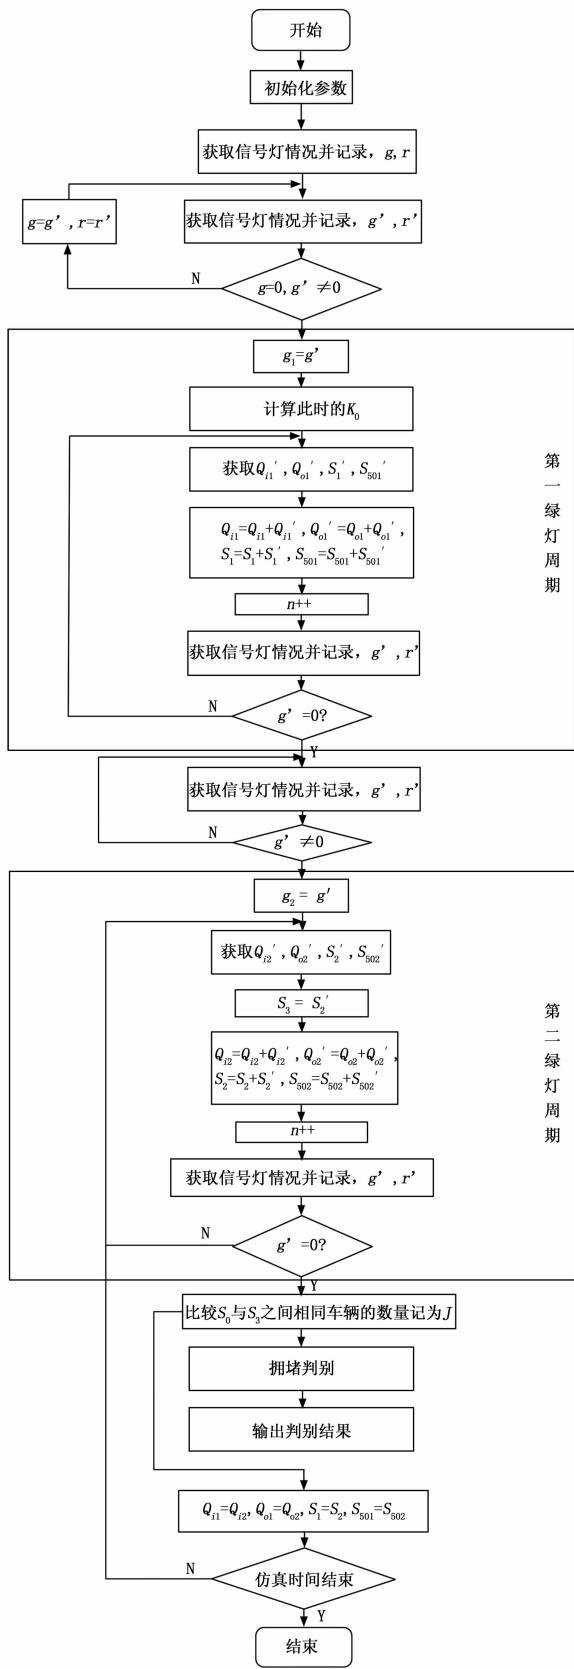 开始
初始化参数
获取信号灯情况并记录，g,r
g=g’,r=r’
获取信号灯情况并记录，g’,r’
N
g=0,g’≠0
g₁=g’
计算此时的K₀
获取Qᵢ₁′,Qₒ₁′,S₁′,S₅₀₁′
Qᵢ₁=Qᵢ₁+Qᵢ₁′,Qₒ₁′=Qₒ₁+Qₒ₁′,
S₁=S₁+S₁′,S₅₀₁=S₅₀₁+S₅₀₁′
n++
获取信号灯情况并记录，g’,r’
N
g’=0?
第一绿灯周期
Y
获取信号灯情况并记录，g’,r’
N
g’≠0
g₂= g′
获取Qᵢ₂′,Qₒ₂′,S₂′,S₅₀₂′
S₃= S₂′
Qᵢ₂=Qᵢ₂+Qᵢ₂′,Qₒ₂′=Qₒ₂+Qₒ₂′,
S₂=S₂+S₂′,S₅₀₂=S₅₀₂+S₅₀₂′
n++
获取信号灯情况并记录，g’,r’
N
g’=0?
第二绿灯周期
Y
比较S₀与S₃之间相同车辆的数量记为J
拥堵判别
输出判别结果
Qᵢ₁=Qᵢ₂,Qₒ₁=Qₒ₂,S₁=S₂,S₅₀₁=S₅₀₂
N
仿真时间结束
Y
结束